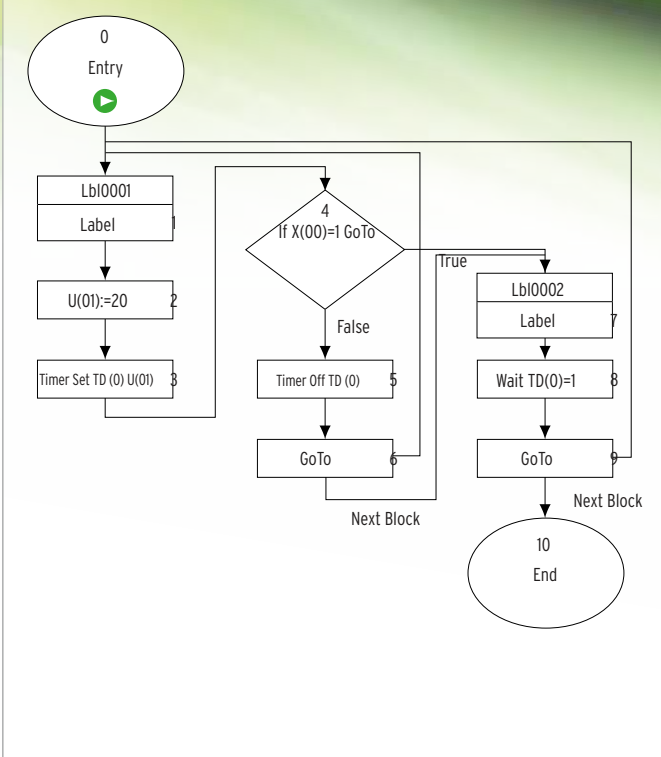 0
Entry
Lbl0001
Label
1
U(01):=20
2
Timer Set TD (0) U(01)
3
4
If X(00)=1 GoTo
True
False
Timer Off TD (0)
5
GoTo
6
Next Block
Lbl0002
Label
7
Wait TD(0)=1
8
GoTo
9
Next Block
10
End